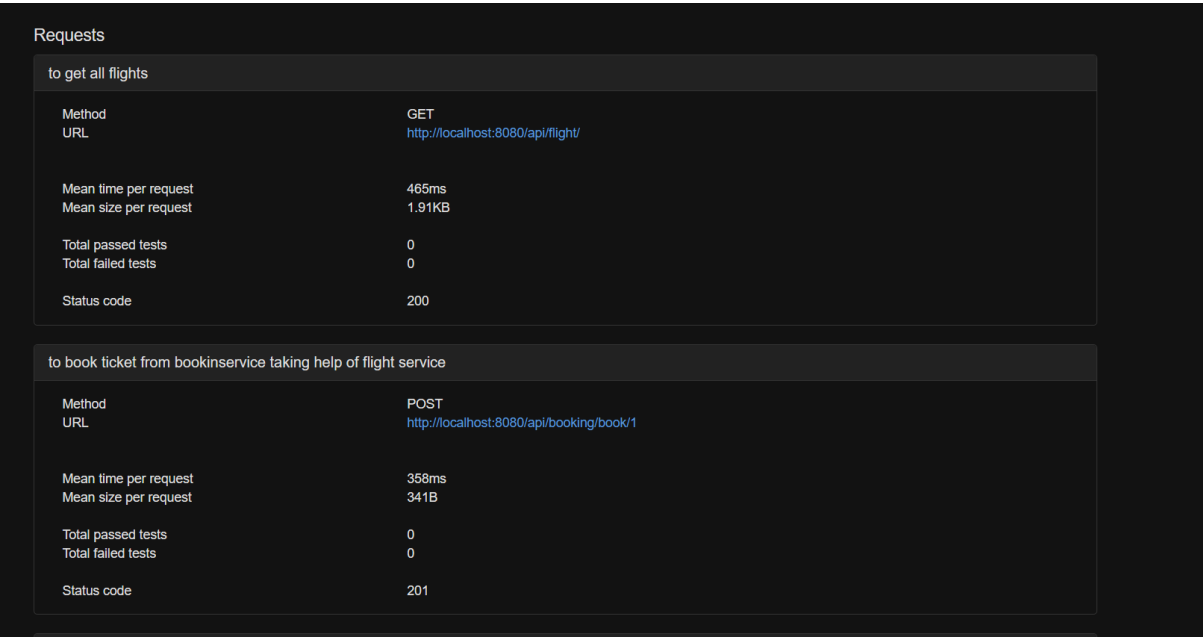 Requests
to get all flights
Method GET
URL http://localhost:8080/api/flight/
Mean time per request 465ms
Mean size per request 1.91KB
Total passed tests 0
Total failed tests 0
Status code 200
to book ticket from bookinservice taking help of flight service
Method POST
URL http://localhost:8080/api/booking/book/1
Mean time per request 358ms
Mean size per request 341B
Total passed tests 0
Total failed tests 0
Status code 201